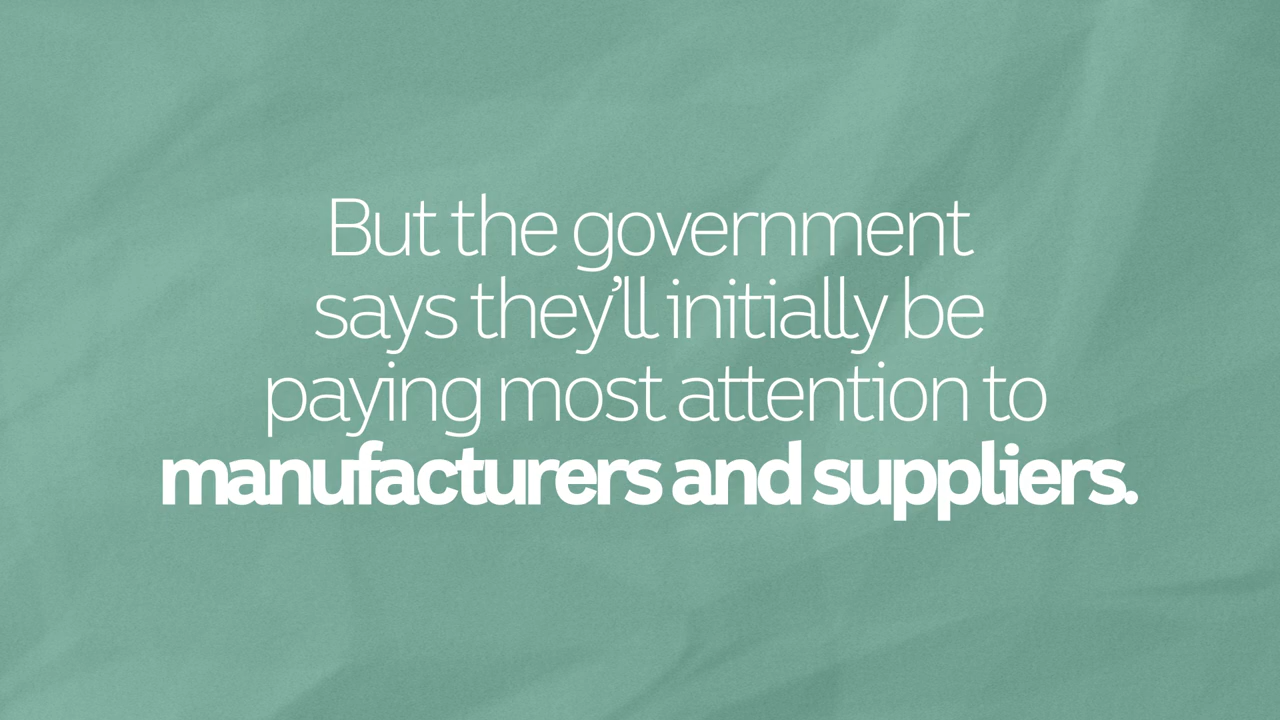 But the government
says they’ll initially be
paying most attention to
manufacturers and suppliers.